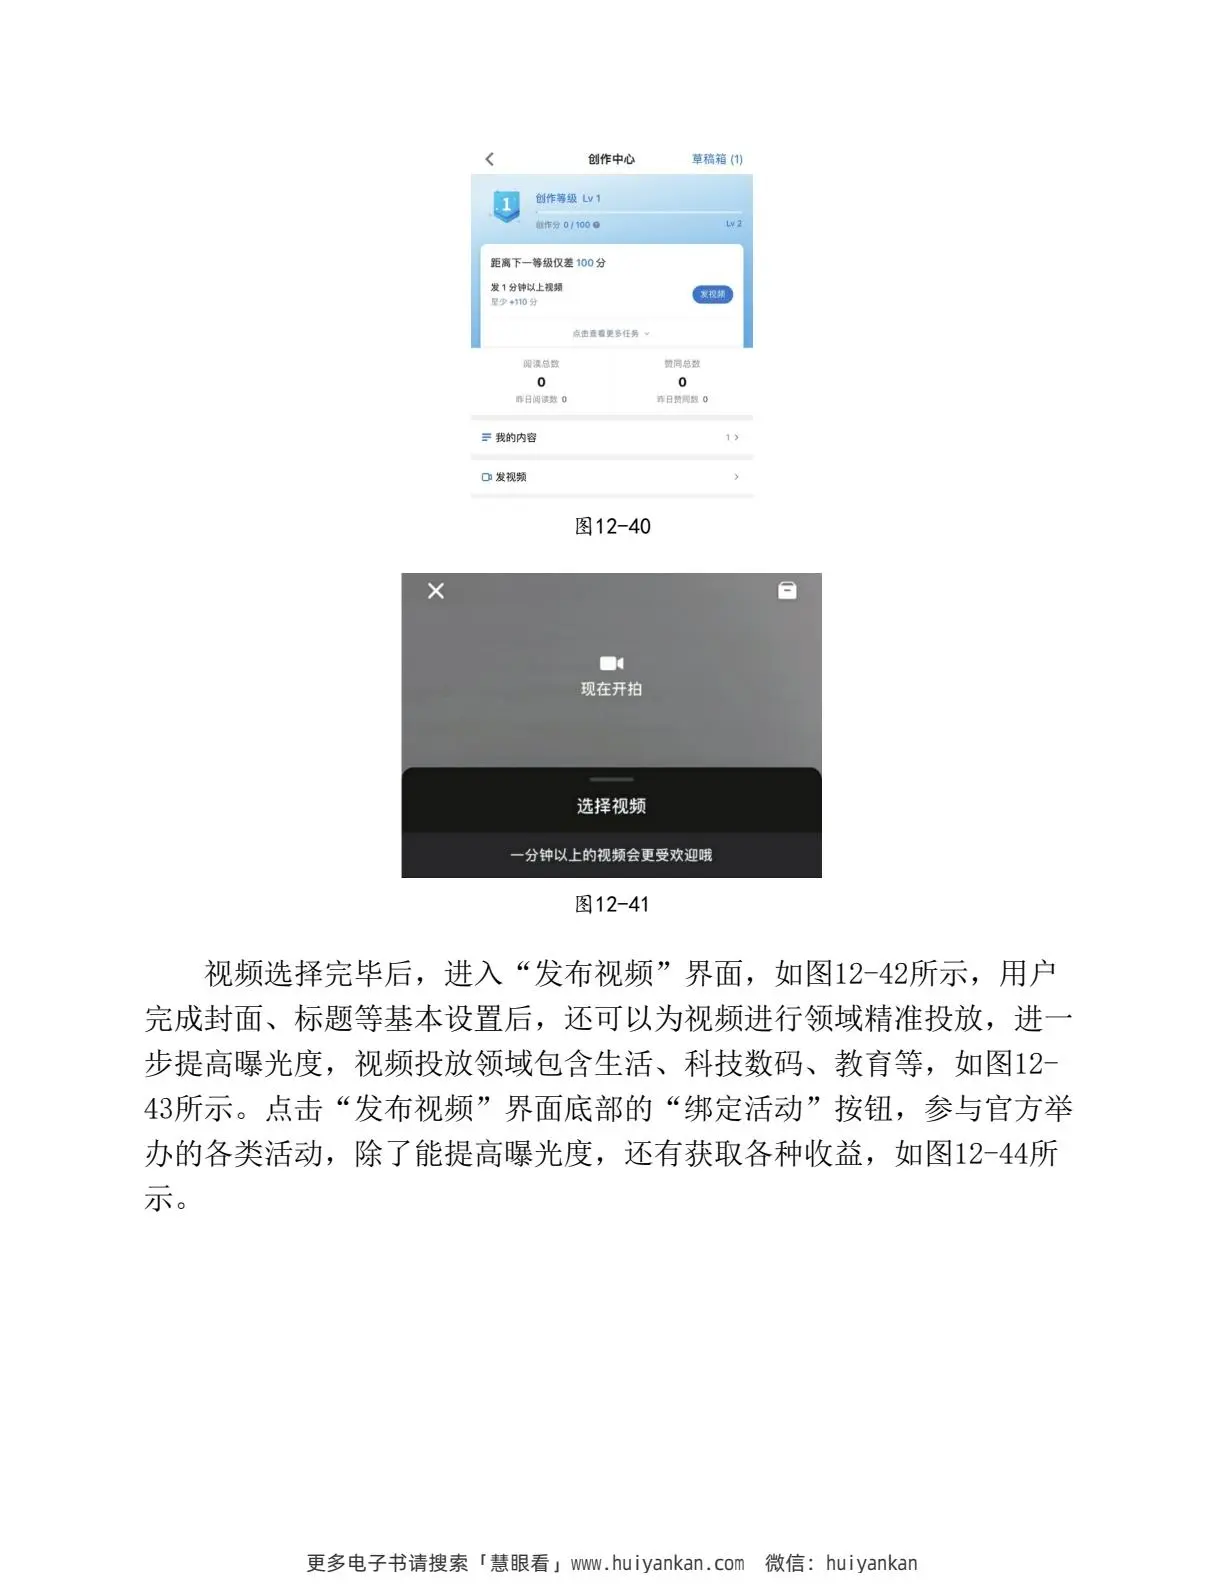 创作中心
草稿箱 (1)
1
创作等级 Lv 1
创作分 0 / 100
Lv 2
距离下一等级仅差 100 分
发 1 分钟以上视频
至少 +110 分
发视频
点击查看更多任务
阅读总数
赞同总数
0
0
昨日阅读数 0
昨日赞同数 0
我的内容
1
发视频
图12-40
现在开拍
选择视频
一分钟以上的视频会更受欢迎哦
图12-41
视频选择完毕后，进入“发布视频”界面，如图12-42所示，用户
完成封面、标题等基本设置后，还可以为视频进行领域精准投放，进一
步提高曝光度，视频投放领域包含生活、科技数码、教育等，如图12-
43所示。点击“发布视频”界面底部的“绑定活动”按钮，参与官方举
办的各类活动，除了能提高曝光度，还有获取各种收益，如图12-44所
示。
更多电子书请搜索「慧眼看」www.huiyankan.com 微信：huiyankan